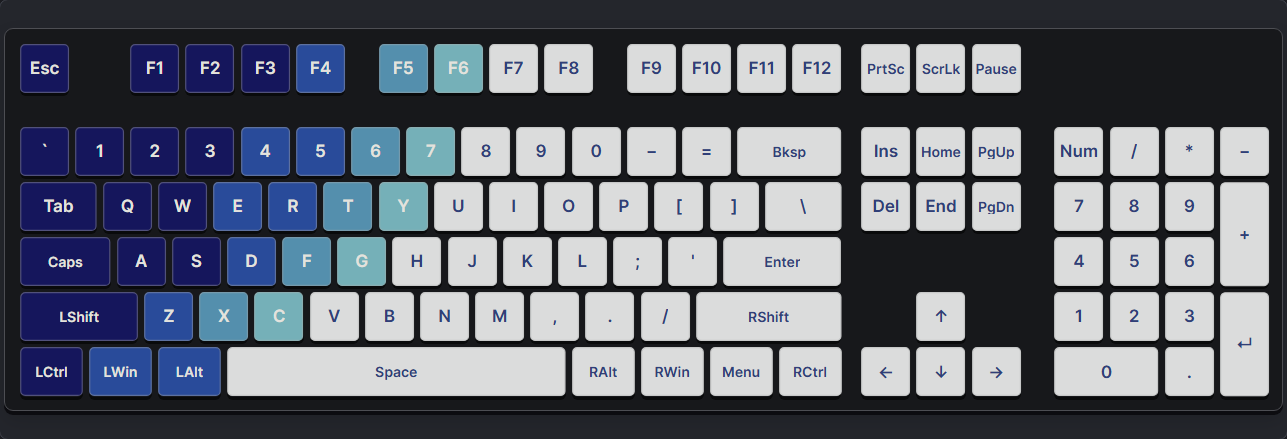 Esc F1 F2 F3 F4 F5 F6 F7 F8 F9 F10 F11 F12 PrtSc ScrLk Pause
` 1 2 3 4 5 6 7 8 9 0 − = Bksp Ins Home PgUp Num / * −
Tab Q W E R T Y U I O P [ ] \ Del End PgDn 7 8 9 +
Caps A S D F G H J K L ; ' Enter 4 5 6
LShift Z X C V B N M , . / RShift ↑ 1 2 3 ↵
LCtrl LWin LAlt Space RAlt RWin Menu RCtrl ← ↓ → 0 .